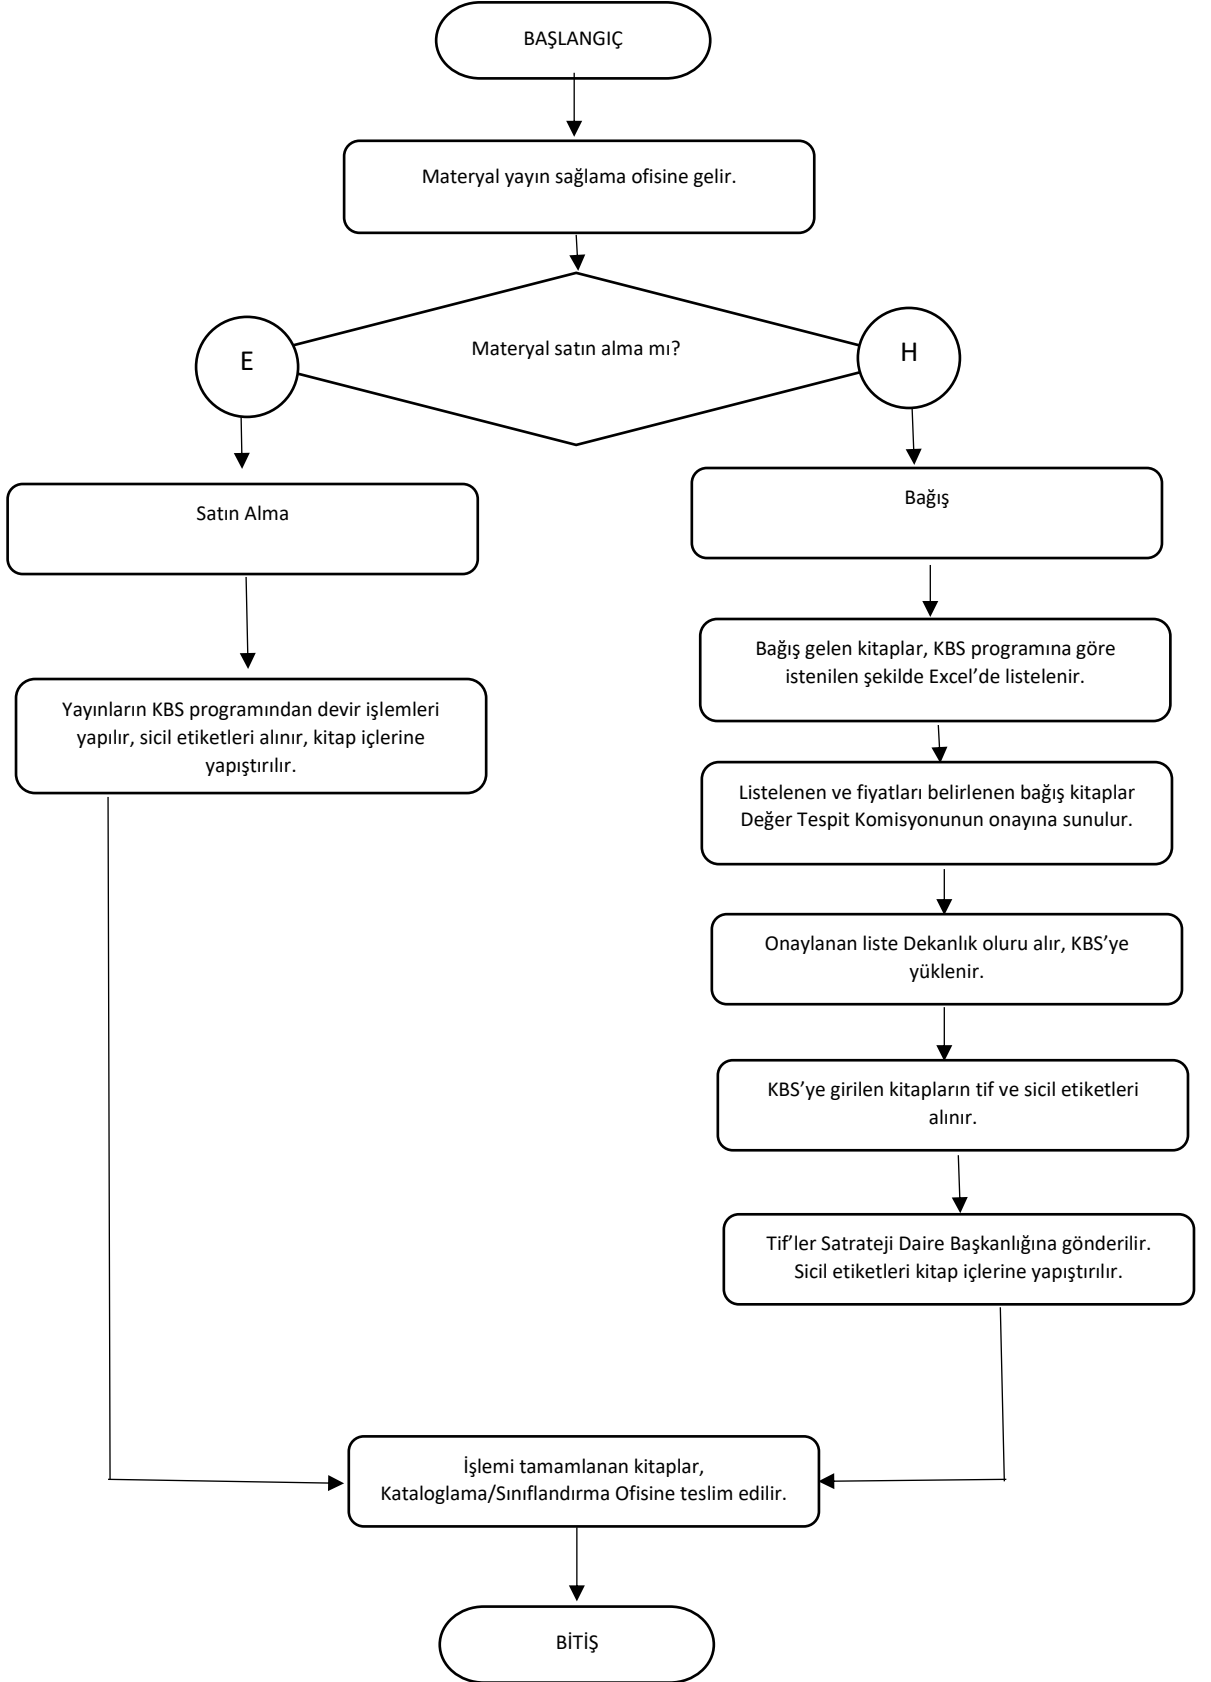 BAŞLANGIÇ
Materyal yayın sağlama ofisine gelir.
Materyal satın alma mı?
E
H
Satın Alma
Yayınların KBS programından devir işlemleri
yapılır, sicil etiketleri alınır, kitap içlerine
yapıştırılır.
Bağış
Bağış gelen kitaplar, KBS programına göre
istenilen şekilde Excel’de listelenir.
Listelenen ve fiyatları belirlenen bağış kitaplar
Değer Tespit Komisyonunun onayına sunulur.
Onaylanan liste Dekanlık oluru alır, KBS’ye
yüklenir.
KBS’ye girilen kitapların tif ve sicil etiketleri
alınır.
Tif’ler Satrateji Daire Başkanlığına gönderilir.
Sicil etiketleri kitap içlerine yapıştırılır.
İşlemi tamamlanan kitaplar,
Kataloglama/Sınıflandırma Ofisine teslim edilir.
BİTİŞ